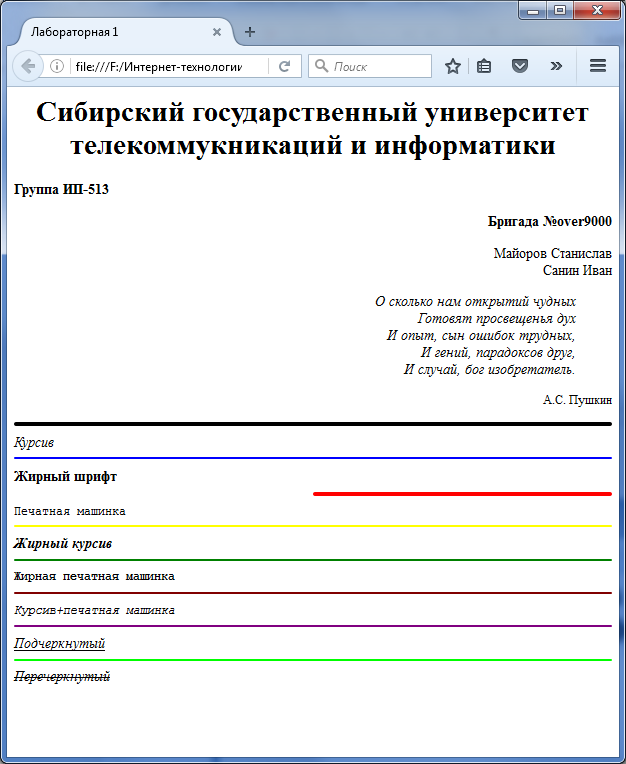 Лабораторная 1
file:///F:/Интернет-технологии
Поиск
Сибирский государственный университет
телекоммукникаций и информатики
Группа ИП-513
Бригада №over9000
Майоров Станислав
Санин Иван
О сколько нам открытий чудных
Готовят просвещенья дух
И опыт, сын ошибок трудных,
И гений, парадоксов друг,
И случай, бог изобретатель.
А.С. Пушкин
Курсив
Жирный шрифт
Печатная машинка
Жирный курсив
Жирная печатная машинка
Курсив+печатная машинка
Подчеркнутый
Перечеркнутый